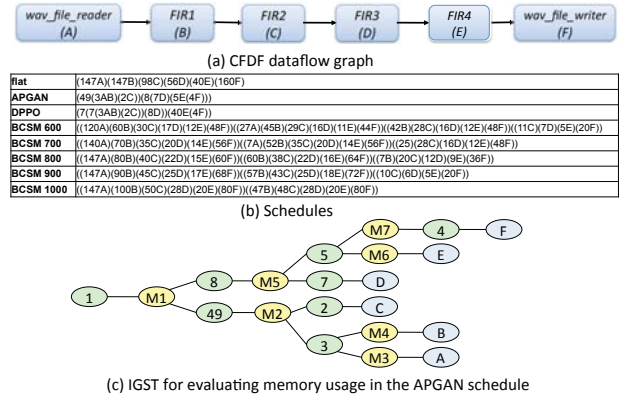 wav_file_reader FIR1 FIR2 FIR3 FIR4 wav_file_writer
(A) (B) (C) (D) (E) (F)
(a) CFDF dataflow graph
flat (147A)(147B)(98C)(56D)(40E)(160F)
APGAN (49(3AB)(2C))(8(7D)(5E(4F)))
DPPO (7(7(3AB)(2C))(8D))(40E(4F))
BCSM 600 ((120A)(60B)(30C)(17D)(12E)(48F))((27A)(45B)(29C)(16D)(11E)(44F))((42B)(28C)(16D)(12E)(48F))((11C)(7D)(5E)(20F))
BCSM 700 ((140A)(70B)(35C)(20D)(14E)(56F))((7A)(52B)(35C)(20D)(14E)(56F))((25)(28C)(16D)(12E)(48F))
BCSM 800 ((147A)(80B)(40C)(22D)(15E)(60F))((60B)(38C)(22D)(16E)(64F))((7B)(20C)(12D)(9E)(36F))
BCSM 900 ((147A)(90B)(45C)(25D)(17E)(68F))((57B)(43C)(25D)(18E)(72F))((10C)(6D)(5E)(20F))
BCSM 1000 ((147A)(100B)(50C)(28D)(20E)(80F))((47B)(48C)(28D)(20E)(80F))
(b) Schedules
M7 4 F
5 M6 E
8 M5 7 D
1 M1
49 M2 2 C
3 M4 B
M3 A
(c) IGST for evaluating memory usage in the APGAN schedule